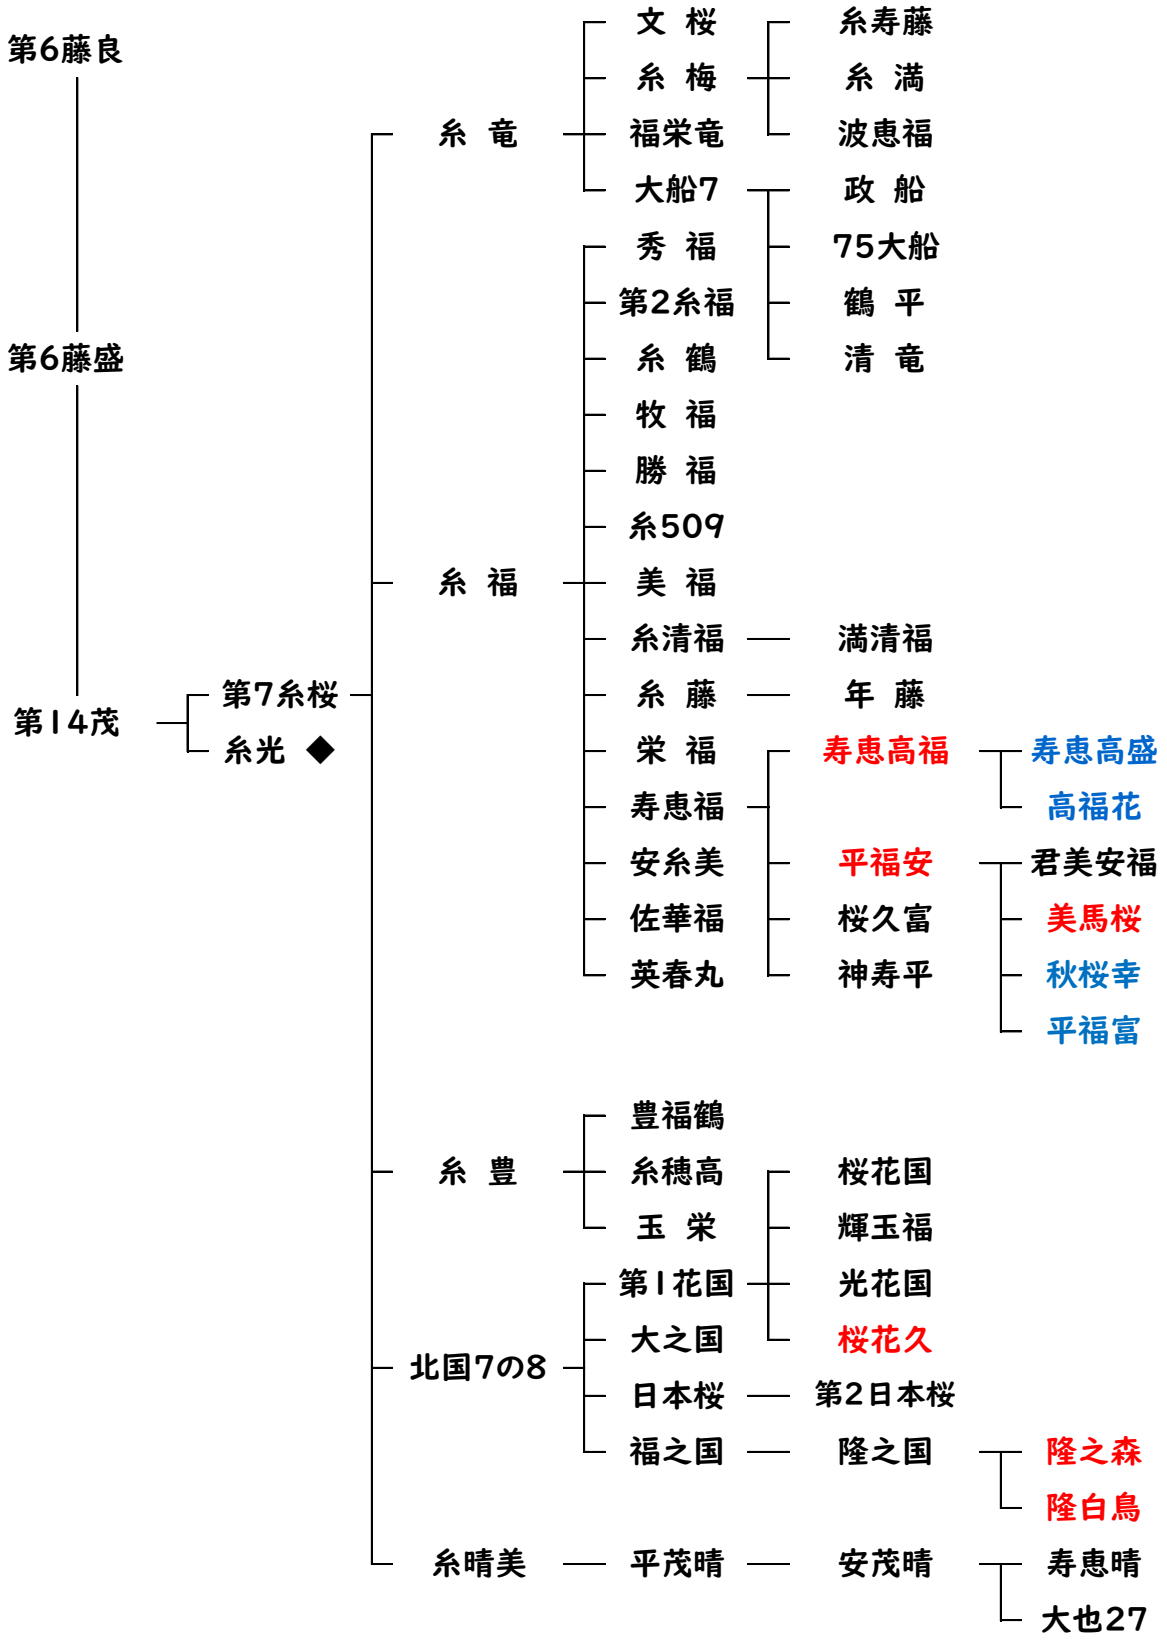 文 桜 糸寿藤
第6藤良
糸 梅 糸 満
糸 竜 福栄竜 波恵福
大船7 政 船
秀 福 75大船
第2糸福 鶴 平
第6藤盛 糸 鶴 清 竜
牧 福
勝 福
糸509
糸 福 美 福
糸清福 満清福
第7糸桜 糸 藤 年 藤
第14茂
糸光 ◆ 栄 福 寿恵高福 寿恵高盛
寿恵福 高福花
安糸美 平福安 君美安福
佐華福 桜久富 美馬桜
英春丸 神寿平 秋桜幸
平福富
豊福鶴
糸 豊 糸穂高 桜花国
玉 栄 輝玉福
第1花国 光花国
大之国 桜花久
北国7の8
日本桜 第2日本桜
福之国 隆之国 隆之森
隆白鳥
糸晴美 平茂晴 安茂晴 寿恵晴
大也27